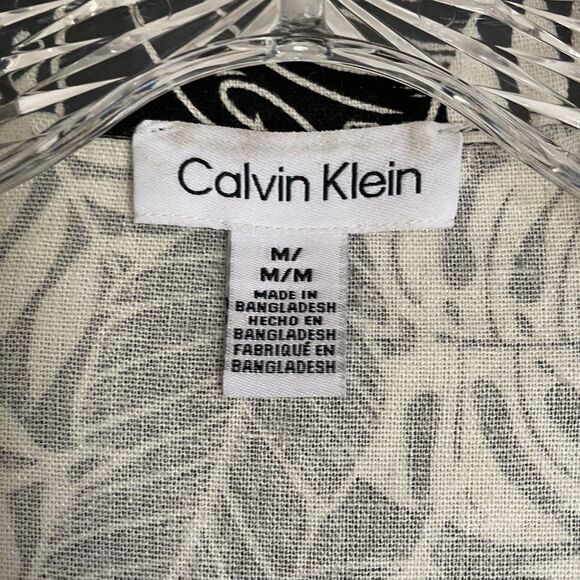 Calvin Klein
M/
M/M
MADE IN
BANGLADESH
HECHO EN
BANGLADESH
FABRIQUÉ EN
BANGLADESH